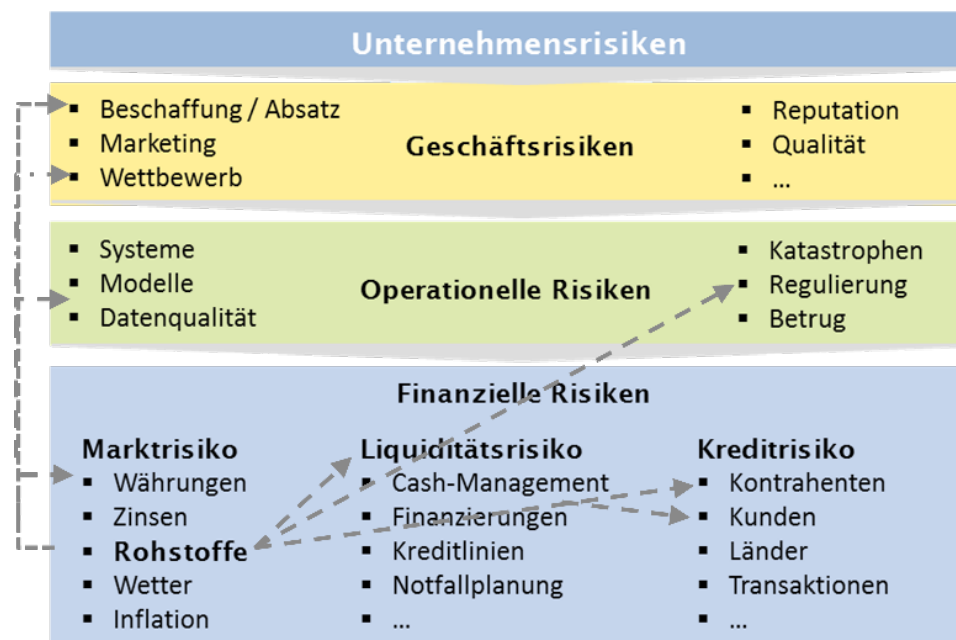 Unternehmensrisiken
▪ Beschaffung / Absatz
▪ Marketing
▪ Wettbewerb
Geschäftsrisiken
▪ Reputation
▪ Qualität
▪ ...
▪ Systeme
▪ Modelle
▪ Datenqualität
Operationelle Risiken
▪ Katastrophen
▪ Regulierung
▪ Betrug
Finanzielle Risiken
Marktrisiko
▪ Währungen
▪ Zinsen
▪ Rohstoffe
▪ Wetter
▪ Inflation
Liquiditätsrisiko
▪ Cash-Management
▪ Finanzierungen
▪ Kreditlinien
▪ Notfallplanung
▪ ...
Kreditrisiko
▪ Kontrahenten
▪ Kunden
▪ Länder
▪ Transaktionen
▪ ...